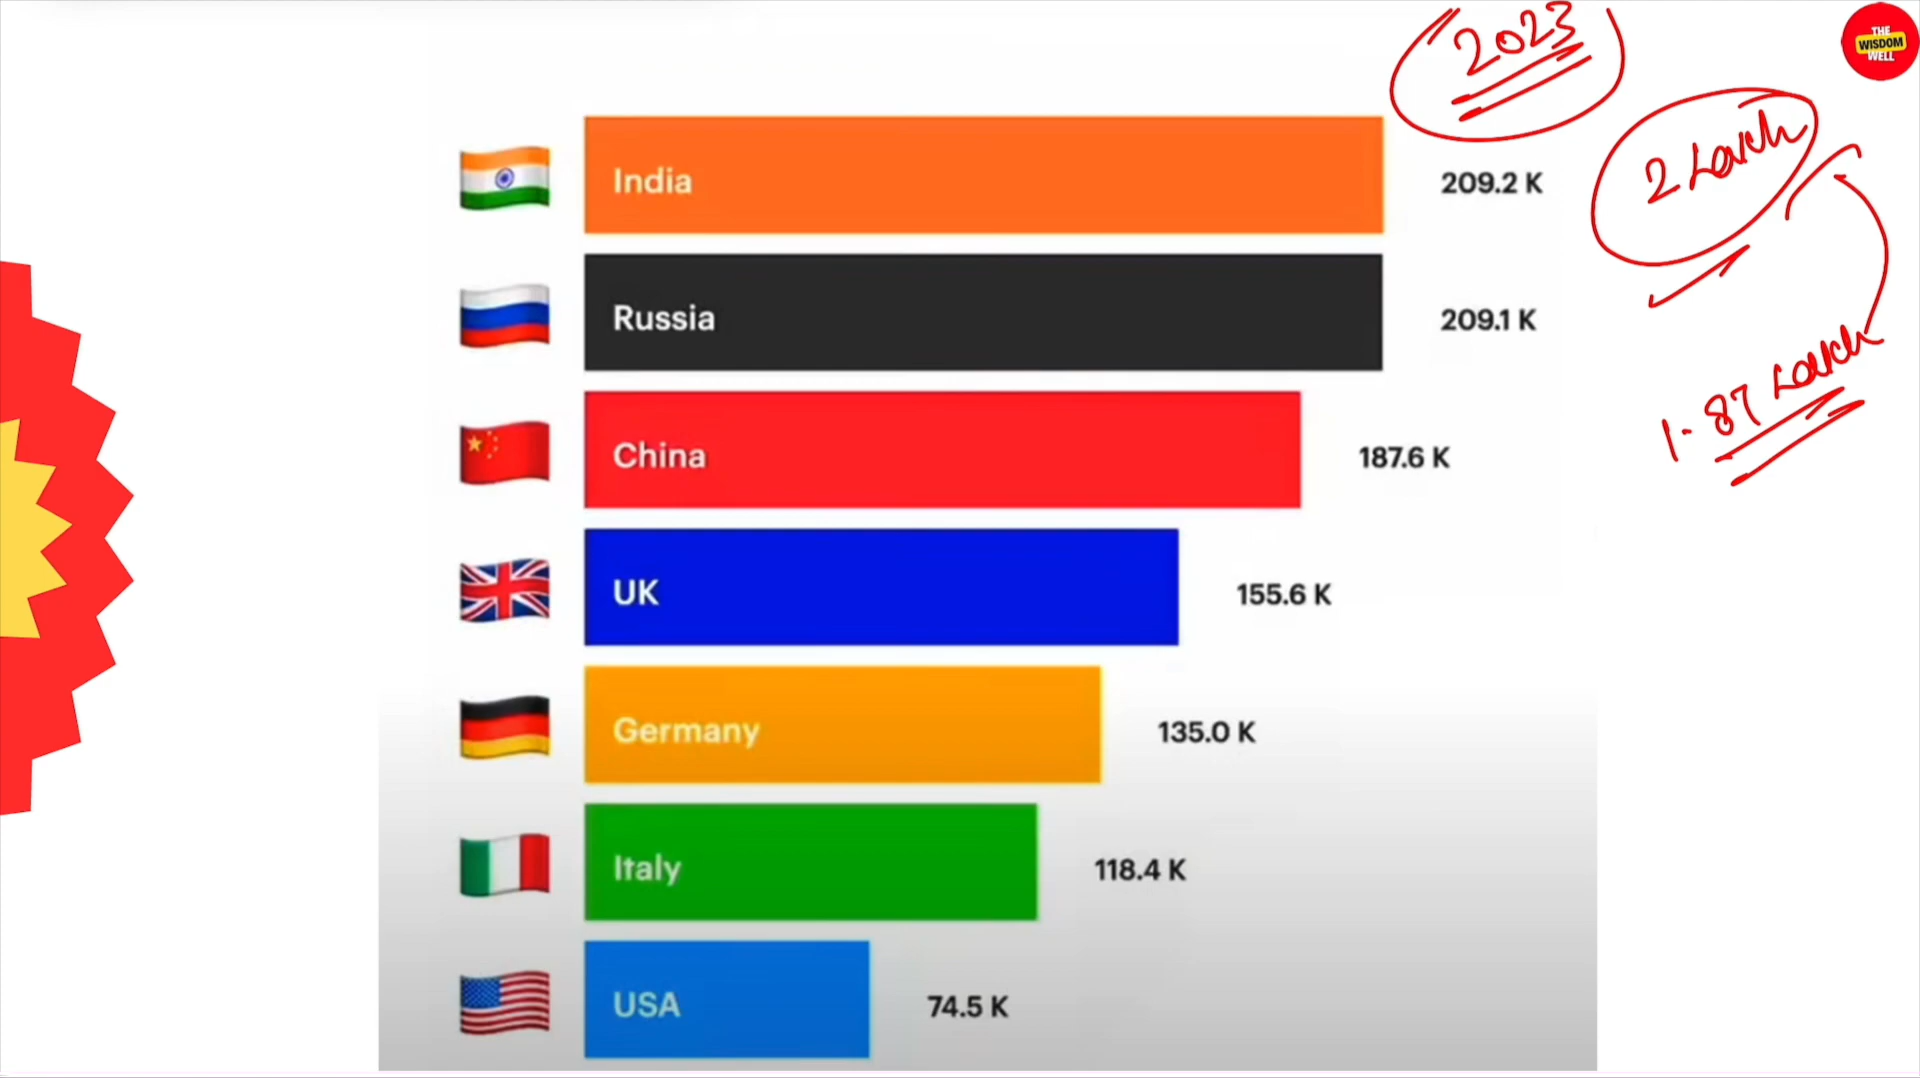 2023
THE
WISDOM
WELL
2 Lakh
India 209.2 K
Russia 209.1 K
1.87 Lakh
China 187.6 K
UK 155.6 K
Germany 135.0 K
Italy 118.4 K
USA 74.5 K